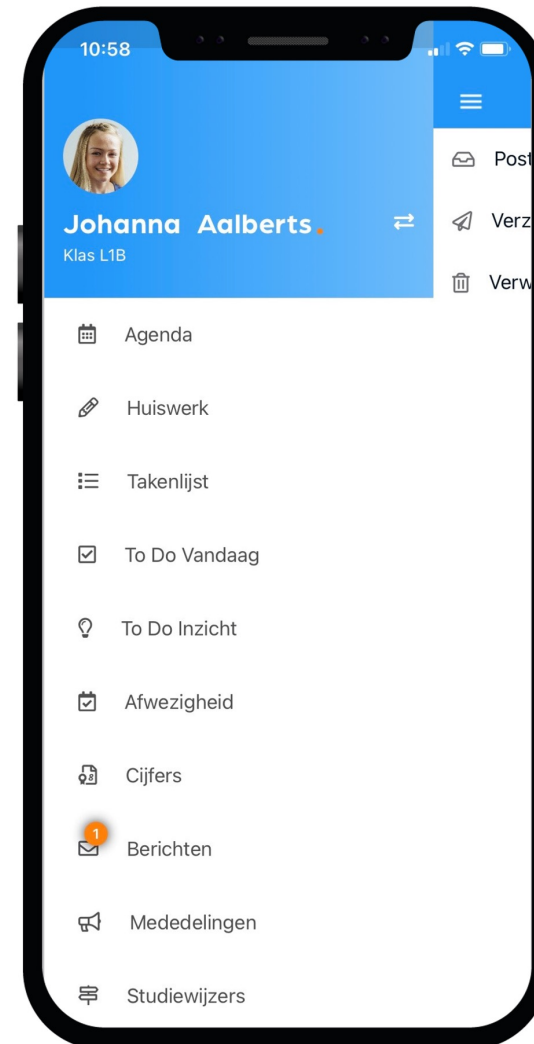 10:58
Johanna Aalberts.
Klas L1B
Agenda
Huiswerk
Takenlijst
To Do Vandaag
To Do Inzicht
Afwezigheid
8
Cijfers
1
Berichten
Mededelingen
Studiewijzers
Post
Verz
Verw